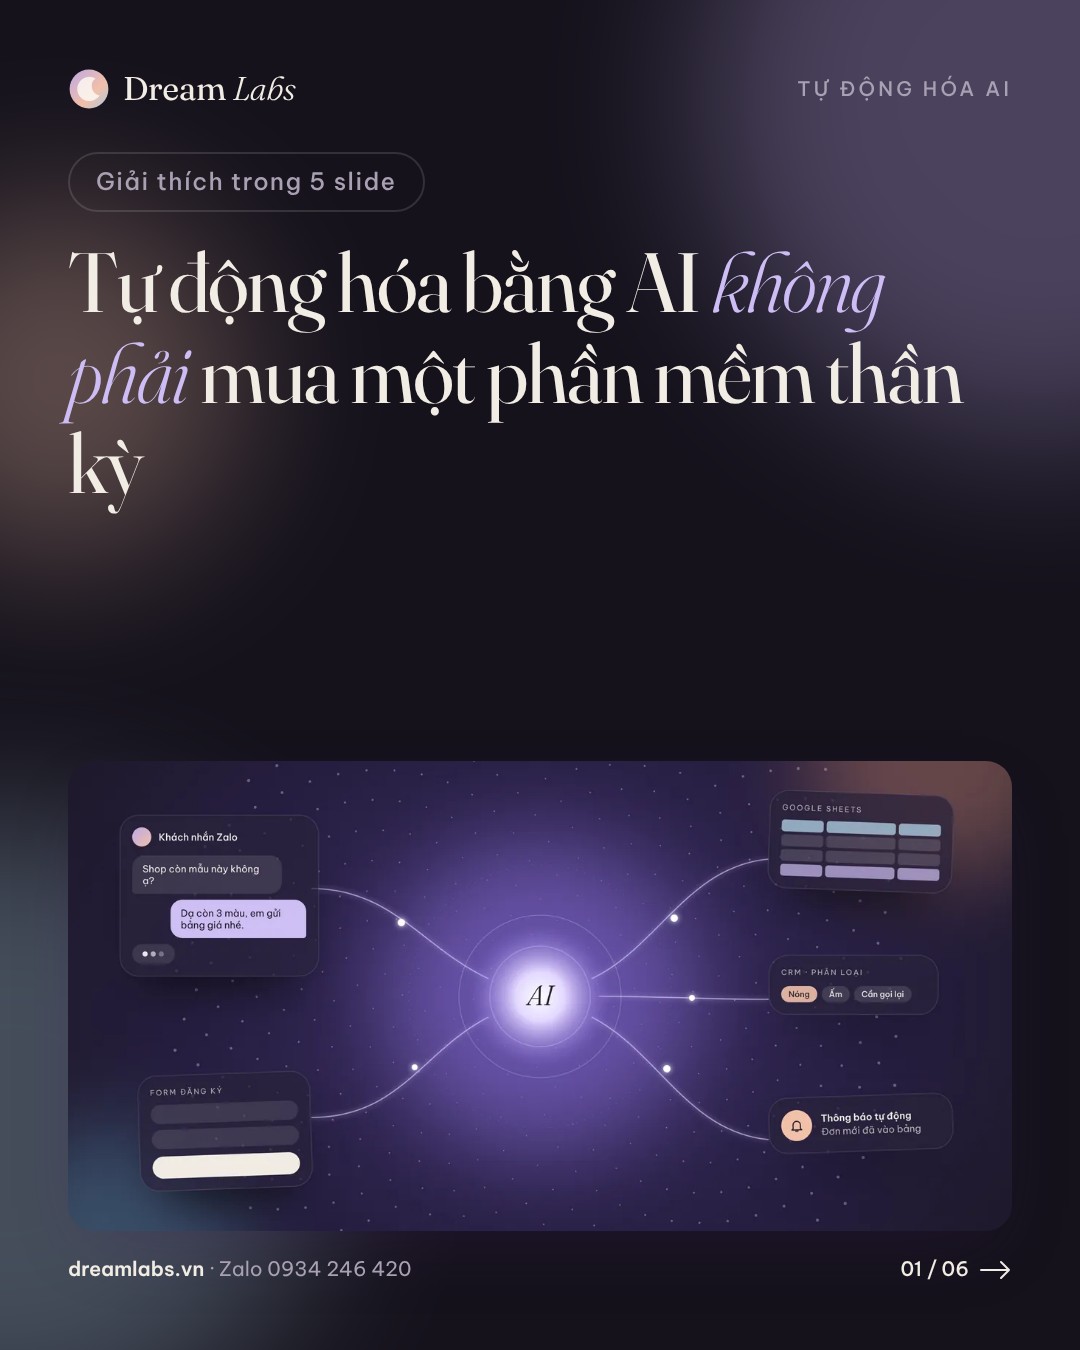 Dream Labs
TỰ ĐỘNG HÓA AI
Giải thích trong 5 slide
Tự động hóa bằng AI không
phải mua một phần mềm thần
kỳ
Khách nhắn Zalo
Shop còn mẫu này không
ạ?
Dạ còn 3 màu, em gửi
bảng giá nhé.
FORM ĐĂNG KÝ
AI
GOOGLE SHEETS
CRM · PHÂN LOẠI ·
Nóng Ấm Cần gọi lại
Thông báo tự động
Đơn mới đã vào bảng
dreamlabs.vn · Zalo 0934 246 420
01 / 06 →